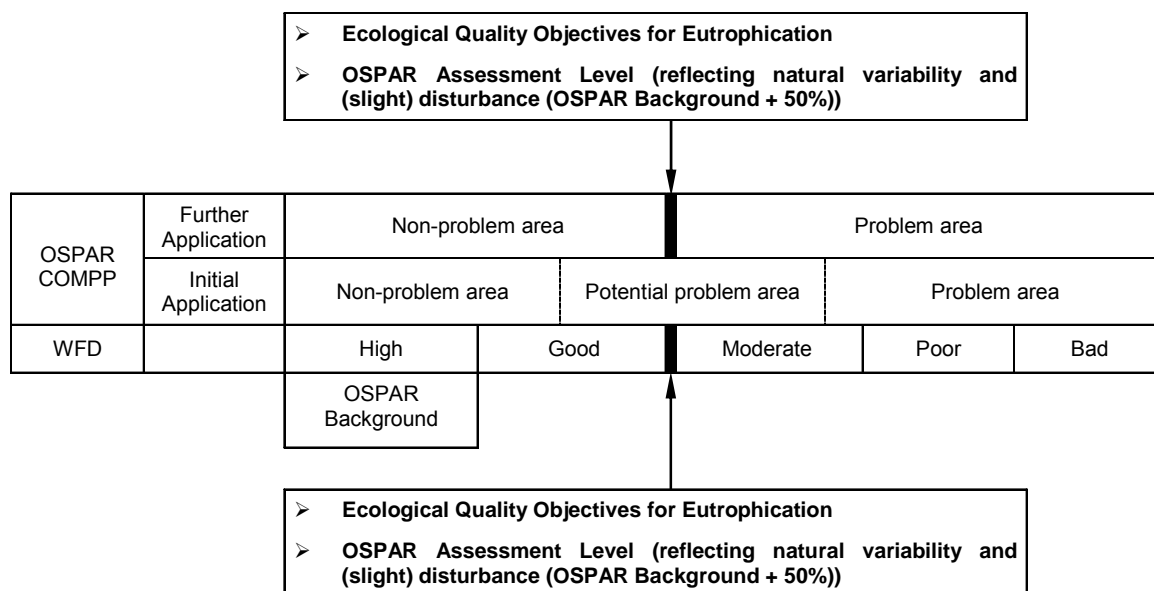 ➢ Ecological Quality Objectives for Eutrophication
➢ OSPAR Assessment Level (reflecting natural variability and
(slight) disturbance (OSPAR Background + 50%))
OSPAR
COMPP
Further
Application
Non-problem area
Problem area
Initial
Application
Non-problem area
Potential problem area
Problem area
WFD
High
Good
Moderate
Poor
Bad
OSPAR
Background
➢ Ecological Quality Objectives for Eutrophication
➢ OSPAR Assessment Level (reflecting natural variability and
(slight) disturbance (OSPAR Background + 50%))